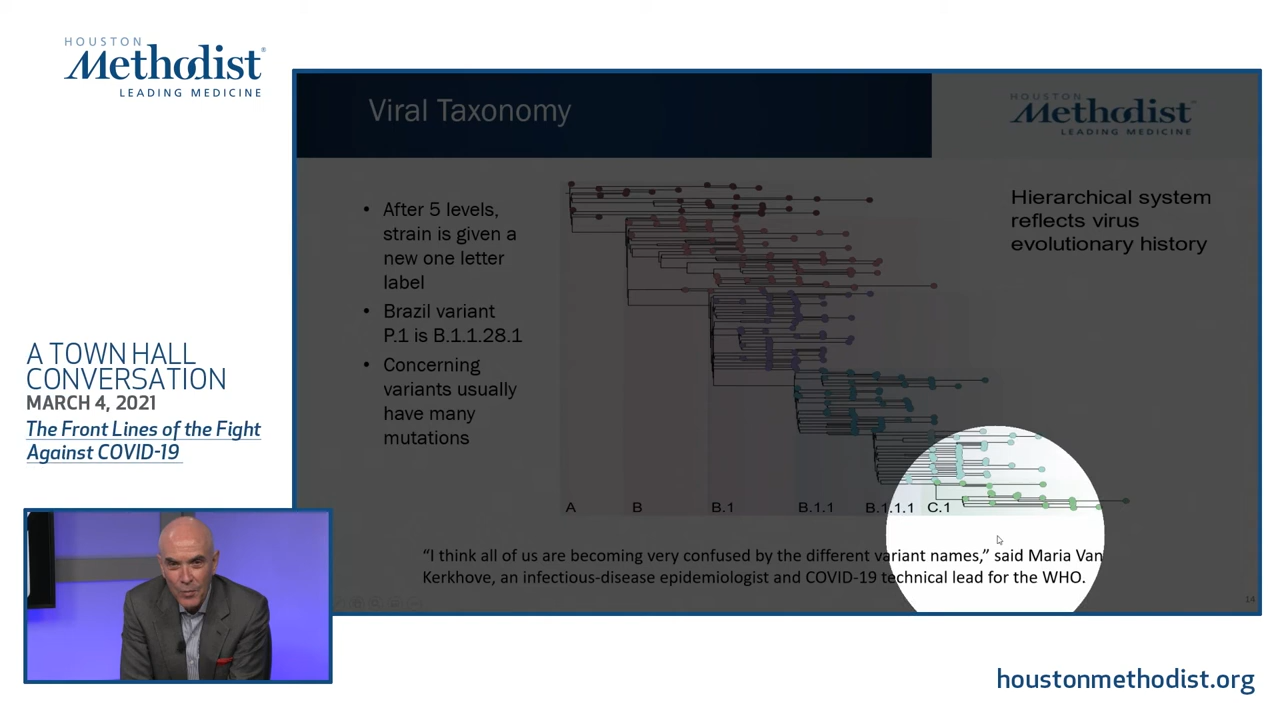 HOUSTON
Methodist®
LEADING MEDICINE
Viral Taxonomy
HOUSTON
Methodist
LEADING MEDICINE
• After 5 levels,
strain is given a
new one letter
label
• Brazil variant
P.1 is B.1.1.28.1
• Concerning
variants usually
have many
mutations
Hierarchical system
reflects virus
evolutionary history
A
B
B.1
B.1.1
B.1.1.1
C.1
“I think all of us are becoming very confused by the different variant names,” said Maria Van
Kerkhove, an infectious-disease epidemiologist and COVID-19 technical lead for the WHO.
14
A TOWN HALL
CONVERSATION
MARCH 4, 2021
The Front Lines of the Fight
Against COVID-19
houstonmethodist.org